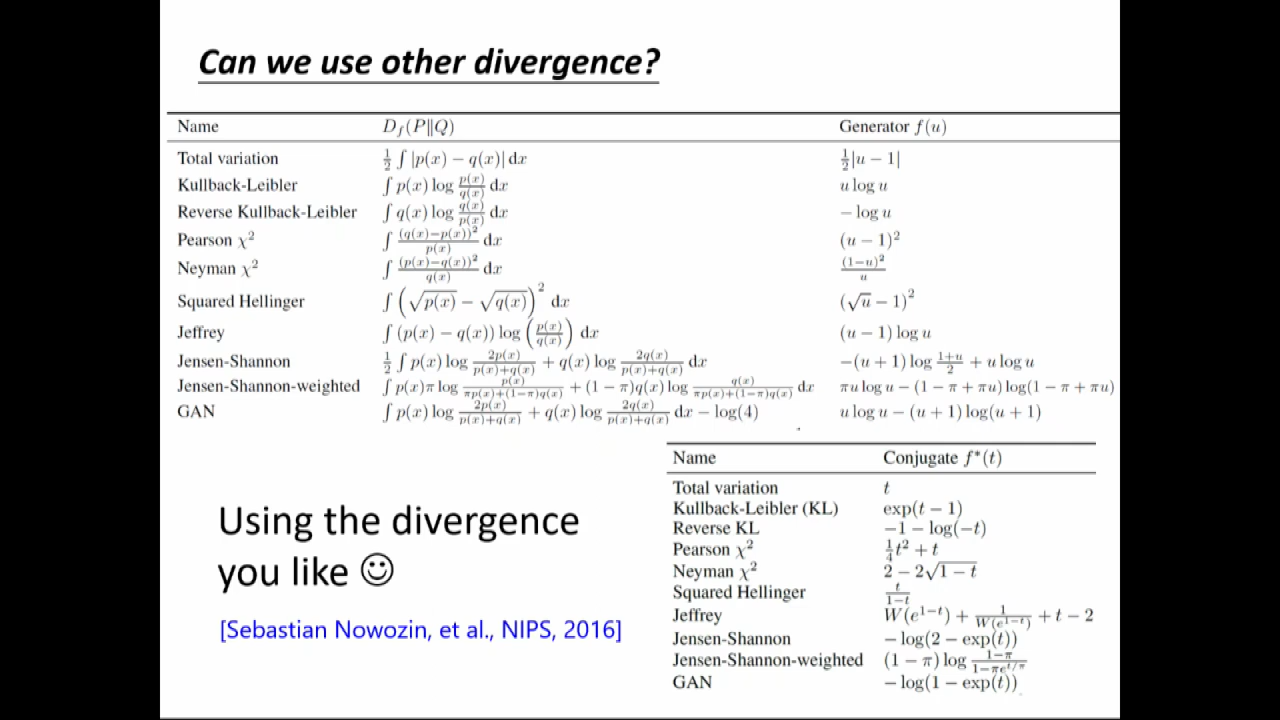 Can we use other divergence?
Name D_f(P‖Q) Generator f(u)
Total variation ½ ∫ |p(x) − q(x)| dx ½|u − 1|
Kullback-Leibler ∫ p(x) log p(x)/q(x) dx u log u
Reverse Kullback-Leibler ∫ q(x) log q(x)/p(x) dx − log u
Pearson χ² ∫ (q(x)−p(x))²/p(x) dx (u − 1)²
Neyman χ² ∫ (p(x)−q(x))²/q(x) dx (1−u)²/u
Squared Hellinger ∫ (√p(x) − √q(x))² dx (√u − 1)²
Jeffrey ∫ (p(x) − q(x)) log (p(x)/q(x)) dx (u − 1) log u
Jensen-Shannon ½ ∫ p(x) log 2p(x)/(p(x)+q(x)) + q(x) log 2q(x)/(p(x)+q(x)) dx −(u + 1) log (1+u)/2 + u log u
Jensen-Shannon-weighted ∫ p(x)π log p(x)/(πp(x)+(1−π)q(x)) + (1 − π)q(x) log q(x)/(πp(x)+(1−π)q(x)) dx πu log u − (1 − π + πu) log(1 − π + πu)
GAN ∫ p(x) log 2p(x)/(p(x)+q(x)) + q(x) log 2q(x)/(p(x)+q(x)) dx − log(4) u log u − (u + 1) log(u + 1)
Name Conjugate f*(t)
Total variation t
Kullback-Leibler (KL) exp(t − 1)
Reverse KL −1 − log(−t)
Pearson χ² ¼t² + t
Neyman χ² 2 − 2√(1 − t)
Squared Hellinger t/(1−t)
Jeffrey W(e^(1−t)) + 1/W(e^(1−t)) + t − 2
Jensen-Shannon − log(2 − exp(t))
Jensen-Shannon-weighted (1 − π) log (1−π)/(1−πe^(t/π))
GAN − log(1 − exp(t))
Using the divergence
you like ☺
[Sebastian Nowozin, et al., NIPS, 2016]